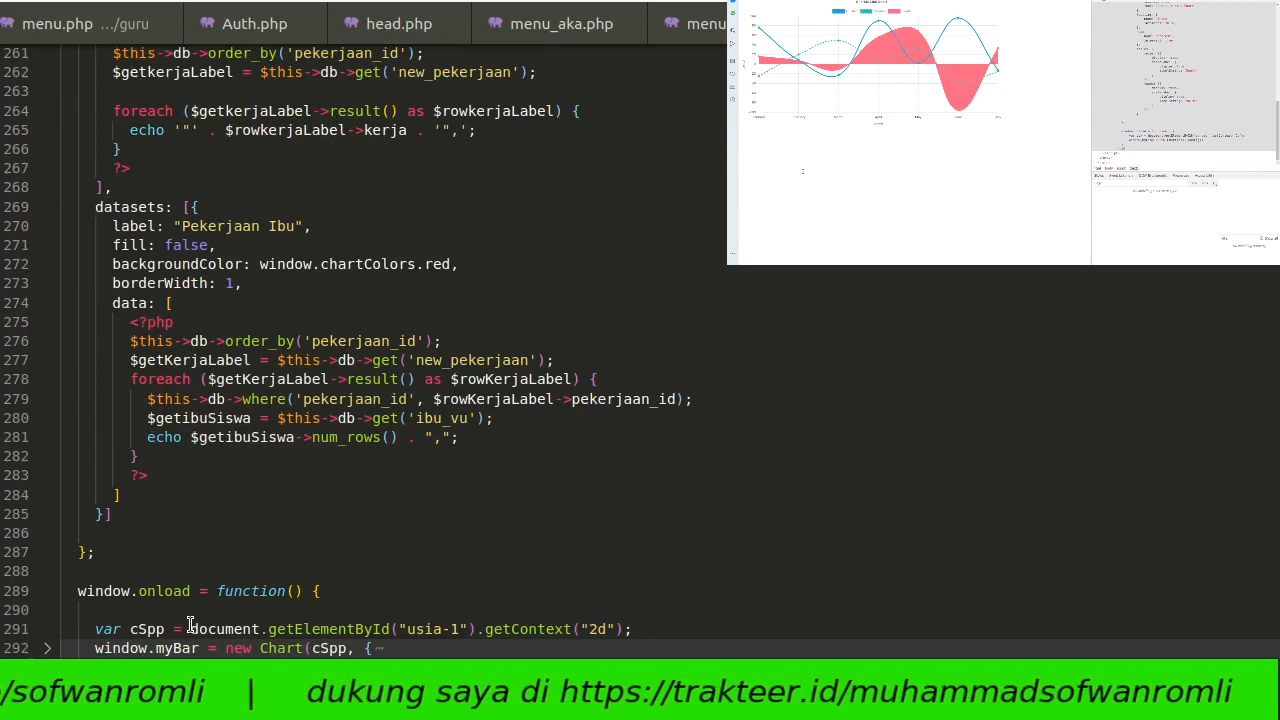 menu.php .../guru Auth.php head.php menu_aka.php menu
261 $this->db->order_by('pekerjaan_id');
262 $getkerjaLabel = $this->db->get('new_pekerjaan');
263
264 foreach ($getkerjaLabel->result() as $rowkerjaLabel) {
265 echo '"' . $rowkerjaLabel->kerja . '",';
266 }
267 ?>
268 ],
269 datasets: [{
270 label: "Pekerjaan Ibu",
271 fill: false,
272 backgroundColor: window.chartColors.red,
273 borderWidth: 1,
274 data: [
275 <?php
276 $this->db->order_by('pekerjaan_id');
277 $getKerjaLabel = $this->db->get('new_pekerjaan');
278 foreach ($getKerjaLabel->result() as $rowKerjaLabel) {
279 $this->db->where('pekerjaan_id', $rowKerjaLabel->pekerjaan_id);
280 $getibuSiswa = $this->db->get('ibu_vu');
281 echo $getibuSiswa->num_rows() . ",";
282 }
283 ?>
284 ]
285 }]
286
287 };
288
289 window.onload = function() {
290
291 var cSpp = document.getElementById("usia-1").getContext("2d");
292 window.myBar = new Chart(cSpp, {
/sofwanromli | dukung saya di https://trakteer.id/muhammadsofwanromli